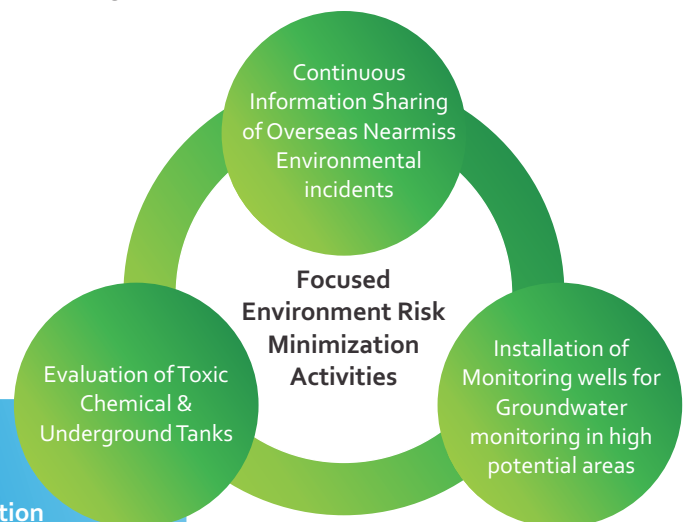 Continuous
Information Sharing
of Overseas Nearmiss
Environmental
incidents
Focused
Environment Risk
Minimization
Activities
Evaluation of Toxic
Chemical &
Underground Tanks
Installation of
Monitoring wells for
Groundwater
monitoring in high
potential areas
tion